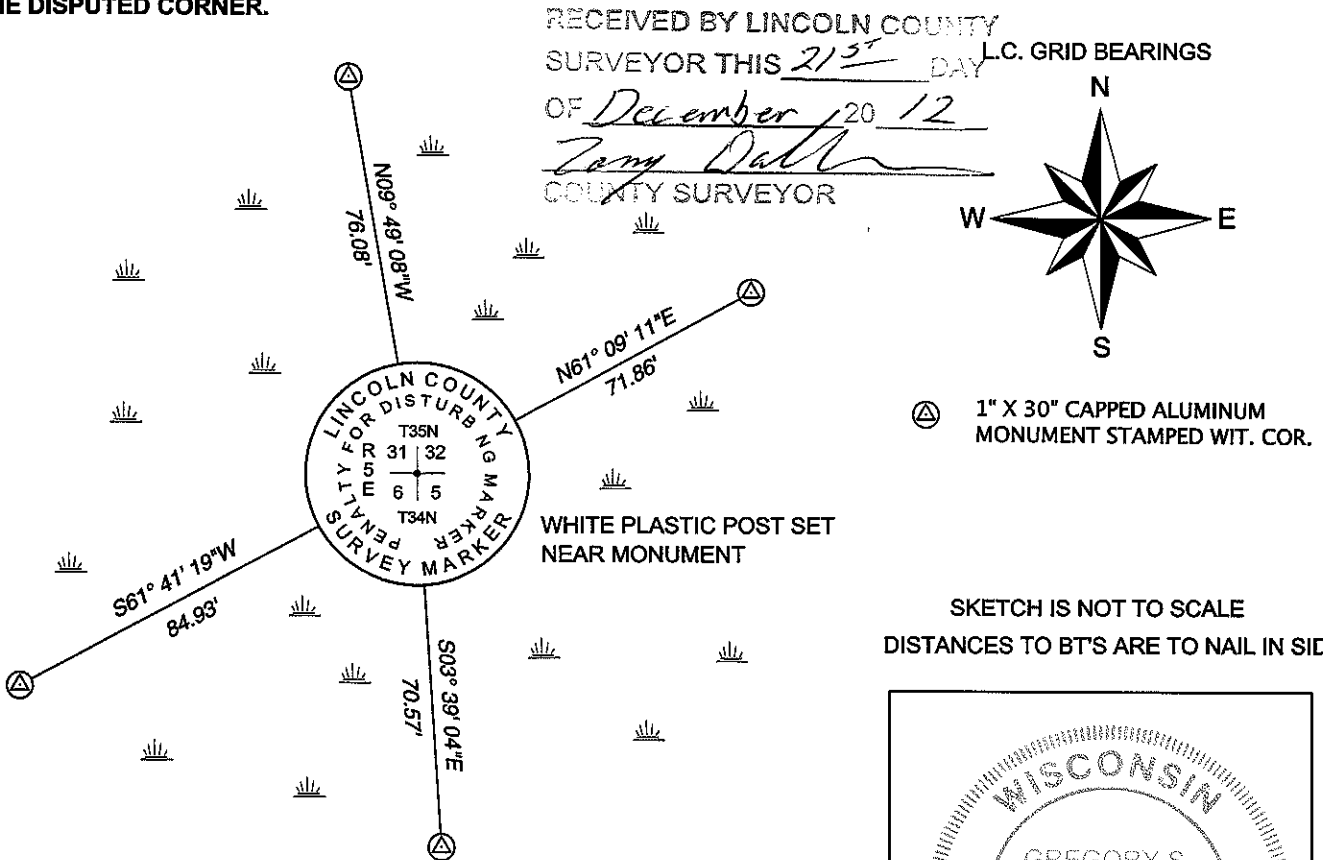 HE DISPUTED CORNER.
RECEIVED BY LINCOLN COUNTY
SURVEYOR THIS 21ST DAY
OF December 20 12
COUNTY SURVEYOR
L.C. GRID BEARINGS
N
W E
S
1" X 30" CAPPED ALUMINUM
MONUMENT STAMPED WIT. COR.
N09° 49' 08"W
76.08'
N61° 09' 11"E
71.86'
LINCOLN COUNTY
SURVEY MARKER
PENALTY FOR DISTURB NG MARKER
T35N
R5E
31 32
6 5
T34N
WHITE PLASTIC POST SET
NEAR MONUMENT
S61° 41' 19"W
84.93'
S03° 39' 04"E
70.57'
SKETCH IS NOT TO SCALE
DISTANCES TO BT'S ARE TO NAIL IN SID
WISCONSIN
GREGORY S.